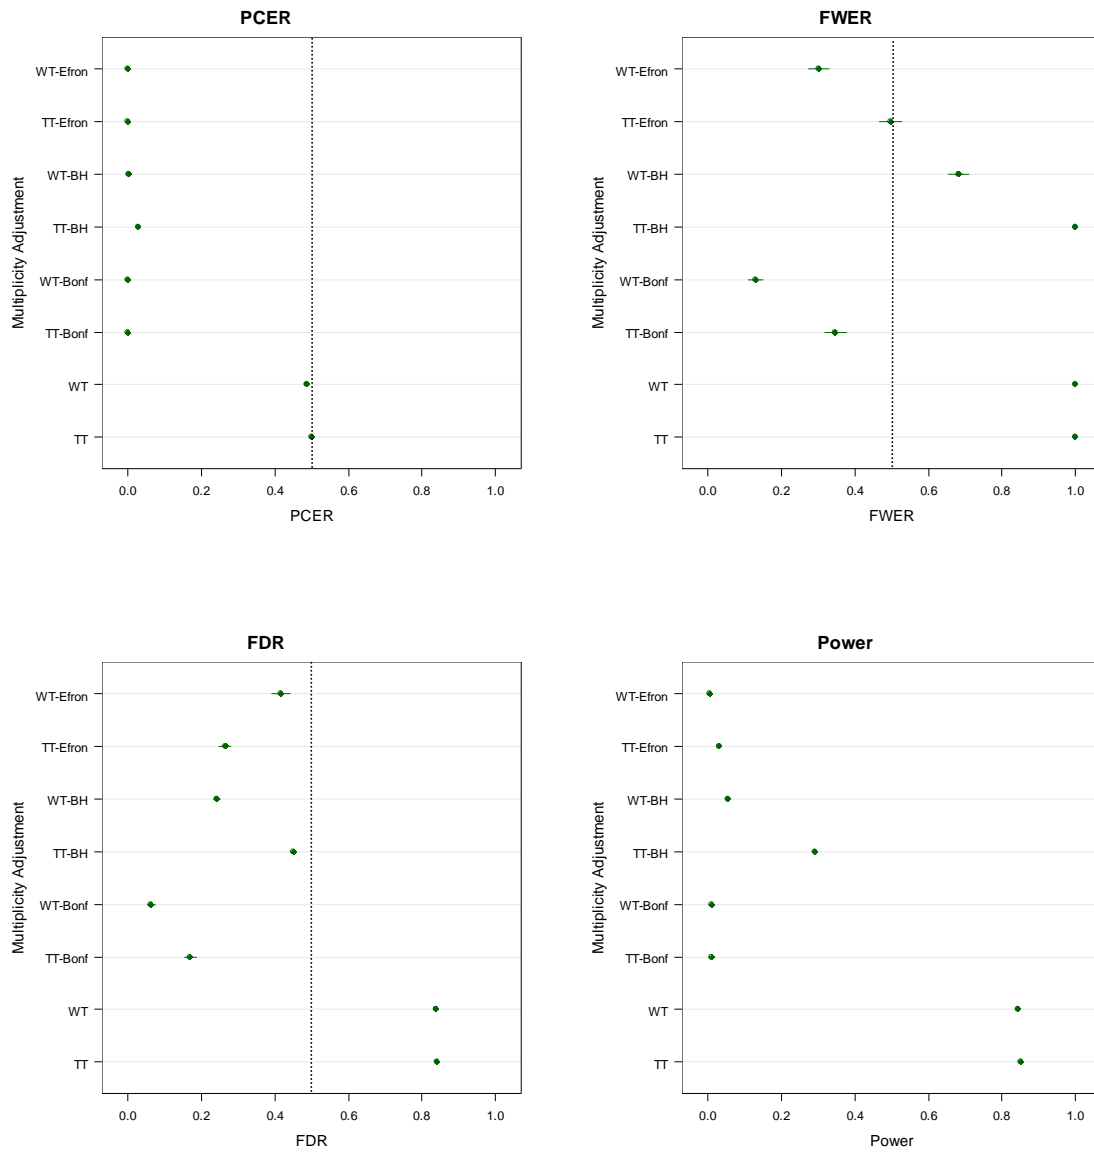 PCER
Multiplicity Adjustment
WT-Efron
TT-Efron
WT-BH
TT-BH
WT-Bonf
TT-Bonf
WT
TT
0.0 0.2 0.4 0.6 0.8 1.0
PCER
FWER
Multiplicity Adjustment
WT-Efron
TT-Efron
WT-BH
TT-BH
WT-Bonf
TT-Bonf
WT
TT
0.0 0.2 0.4 0.6 0.8 1.0
FWER
FDR
Multiplicity Adjustment
WT-Efron
TT-Efron
WT-BH
TT-BH
WT-Bonf
TT-Bonf
WT
TT
0.0 0.2 0.4 0.6 0.8 1.0
FDR
Power
Multiplicity Adjustment
WT-Efron
TT-Efron
WT-BH
TT-BH
WT-Bonf
TT-Bonf
WT
TT
0.0 0.2 0.4 0.6 0.8 1.0
Power